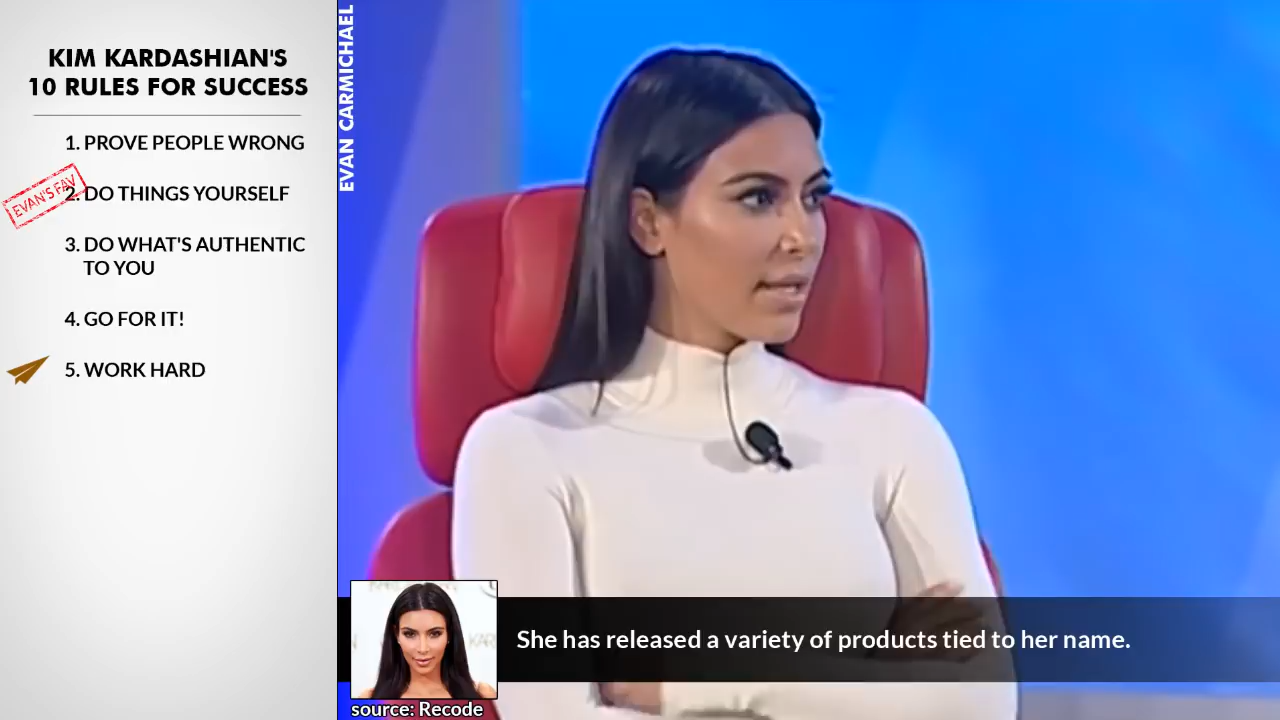 KIM KARDASHIAN'S
10 RULES FOR SUCCESS
1. PROVE PEOPLE WRONG
EVAN'S FAV
2. DO THINGS YOURSELF
3. DO WHAT'S AUTHENTIC
TO YOU
4. GO FOR IT!
5. WORK HARD
EVAN CARMICHAEL
She has released a variety of products tied to her name.
source: Recode